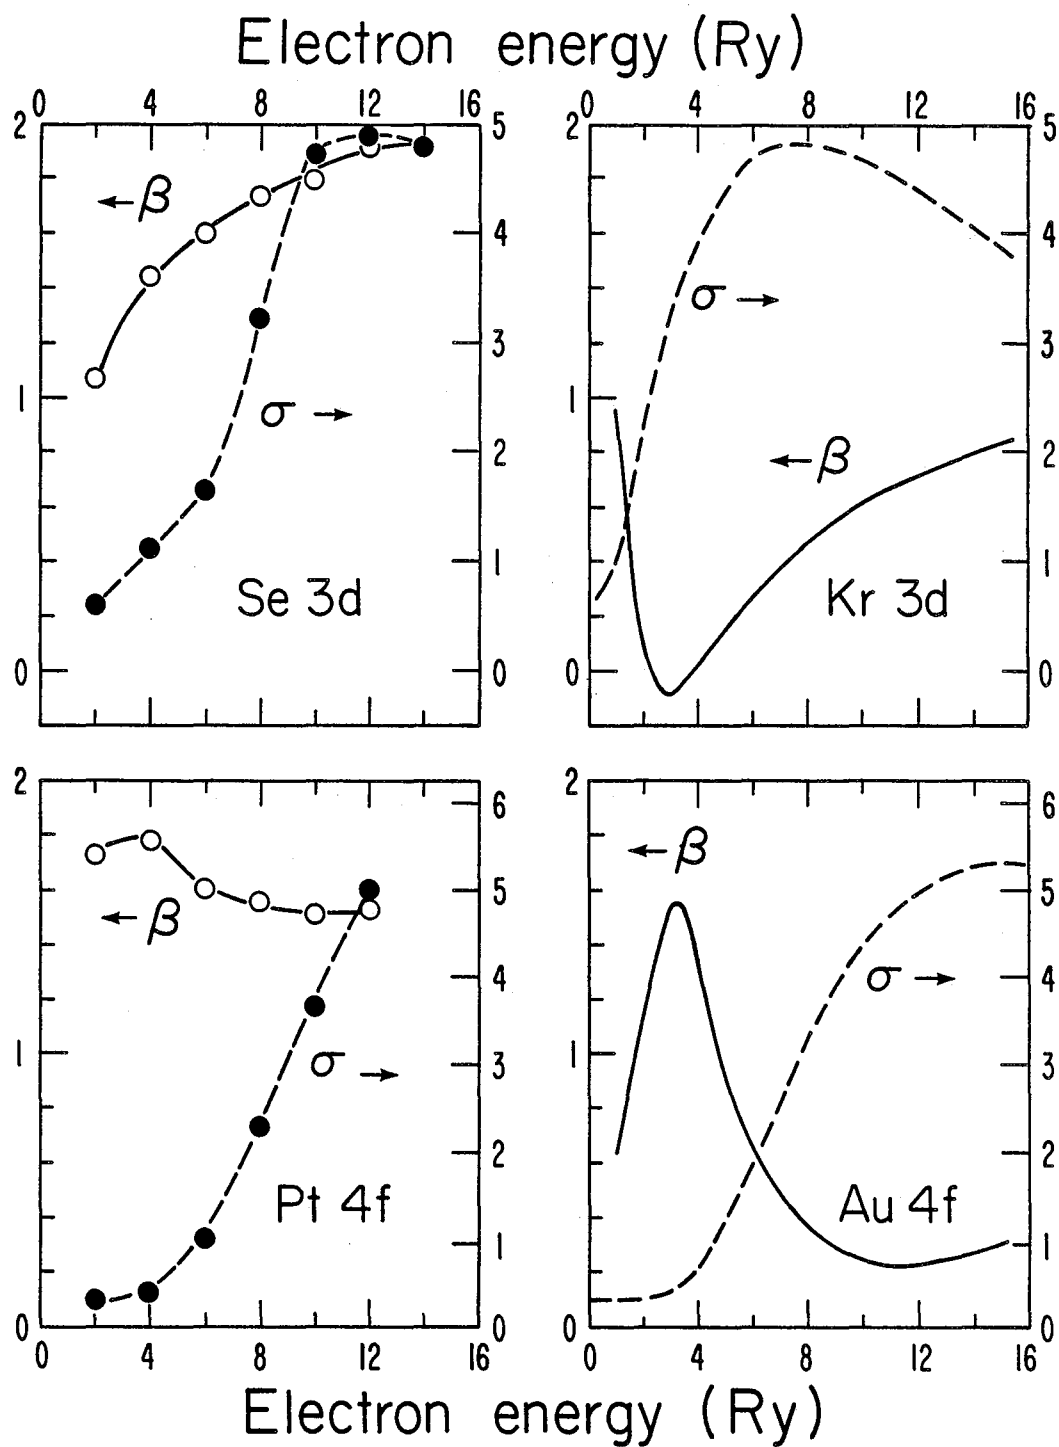 Electron energy (Ry)
0 4 8 12 16 0 4 8 12 16
2 5 2 5
← β
4 4
σ →
3 3
1 1
σ →
2 ← β 2
1 1
Se 3d Kr 3d
0 0 0 0
2 2
6 6
← β
5 5
← β
4 σ → 4
1 σ → 3 1 3
2 2
Pt 4f Au 4f
1 1
0 0 0 0
0 4 8 12 16 0 4 8 12 16
Electron energy (Ry)